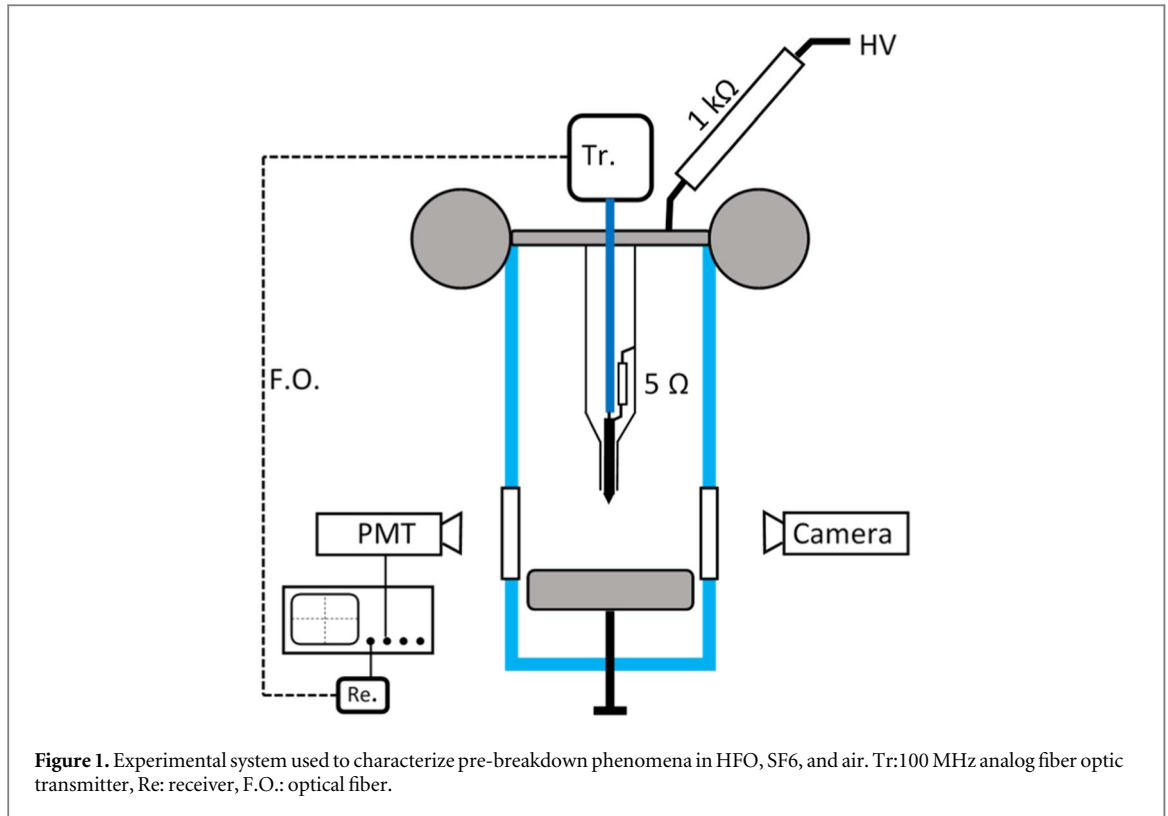 HV
1 kΩ
Tr.
F.O.
5 Ω
PMT
Camera
Re.
Figure 1. Experimental system used to characterize pre-breakdown phenomena in HFO, SF6, and air. Tr:100 MHz analog fiber optic
transmitter, Re: receiver, F.O.: optical fiber.